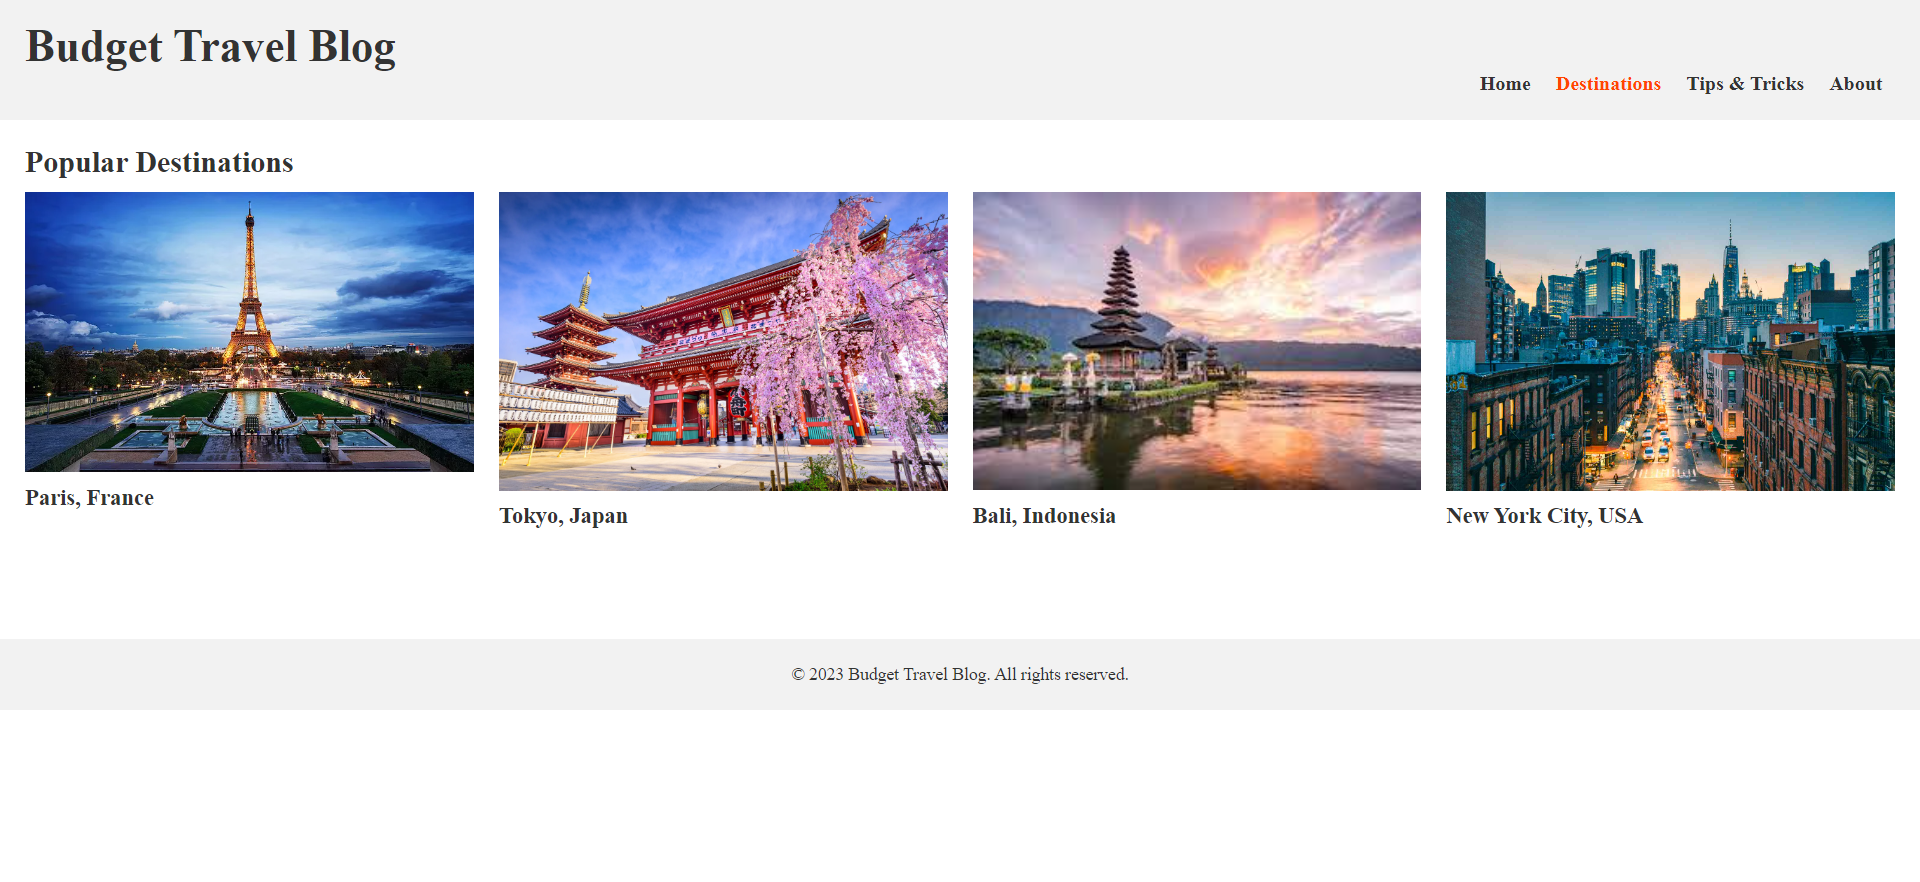 Budget Travel Blog
Home Destinations Tips & Tricks About
Popular Destinations
Paris, France
Tokyo, Japan
Bali, Indonesia
New York City, USA
© 2023 Budget Travel Blog. All rights reserved.